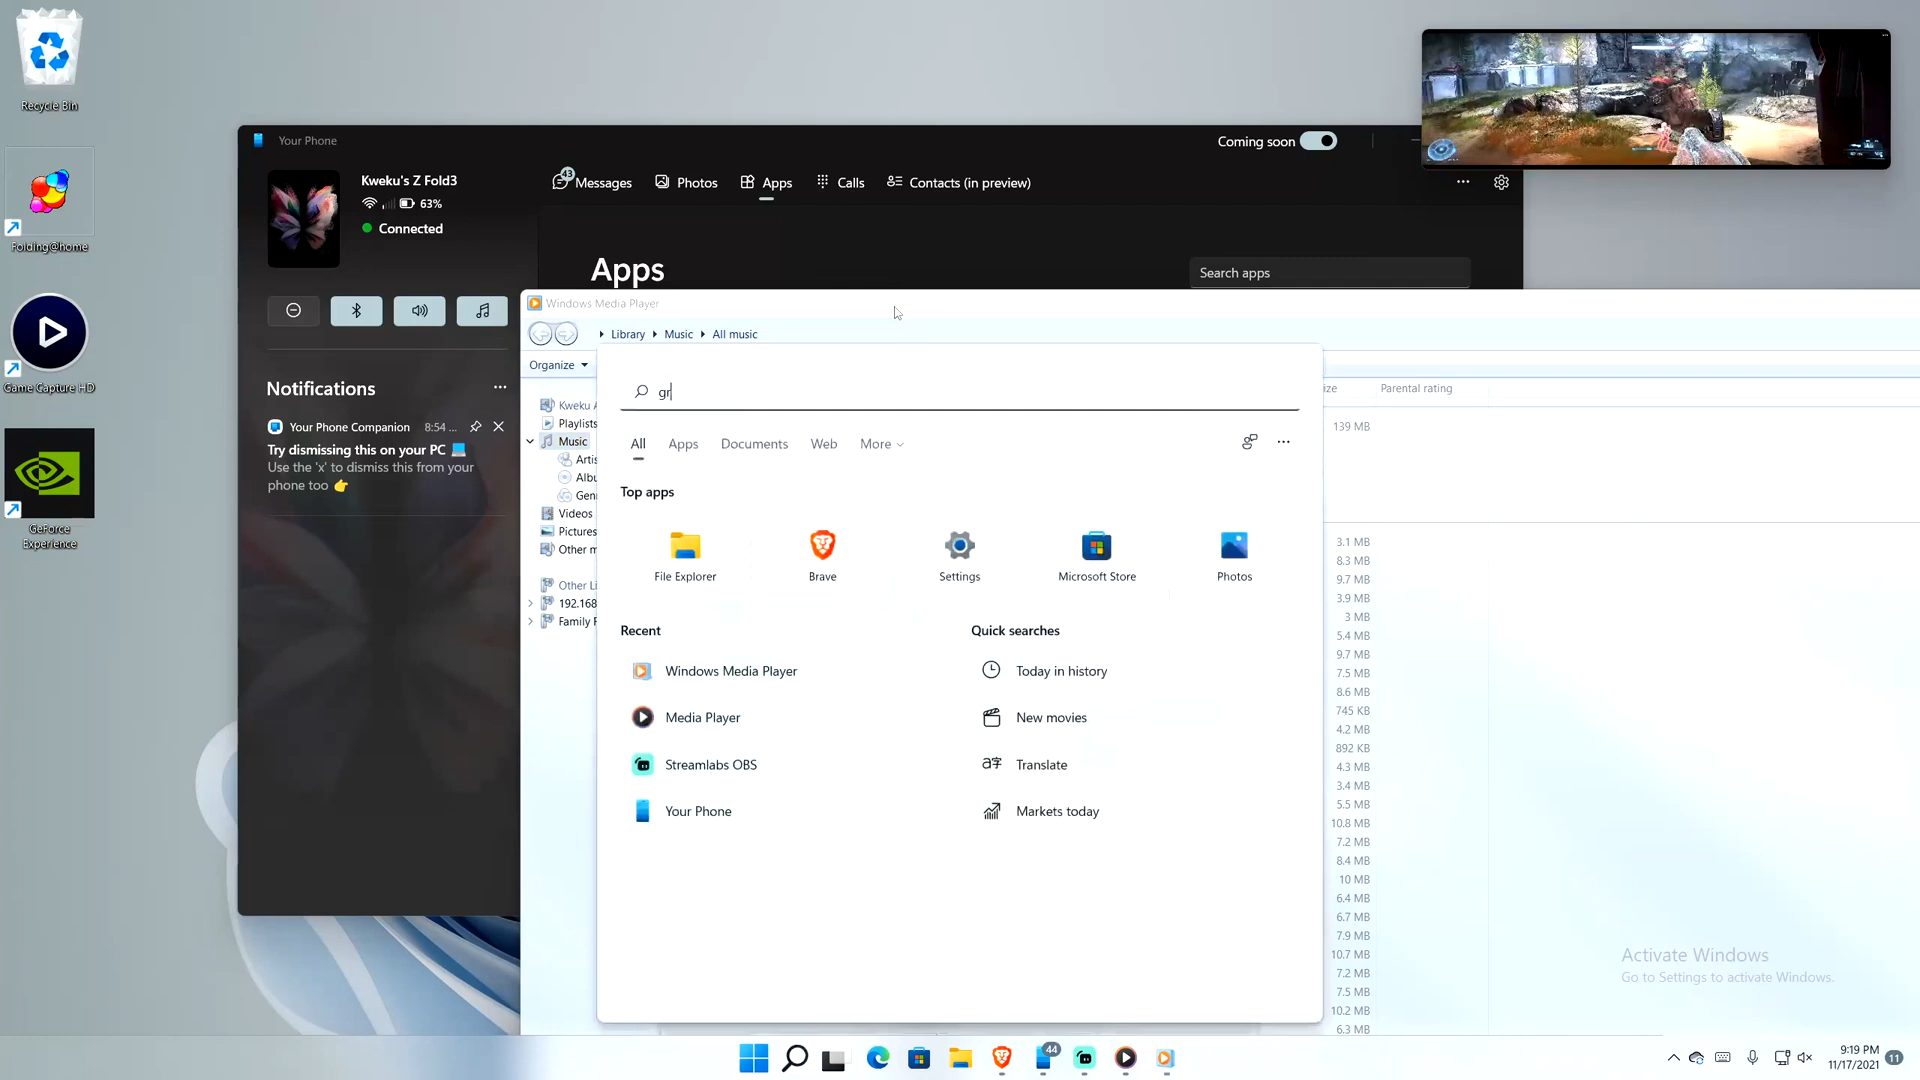 Recycle Bin
Folding@home
Game Capture HD
GeForce
Experience
Your Phone
Coming soon
Kweku's Z Fold3
63%
Connected
43
Messages
Photos
Apps
Calls
Contacts (in preview)
Apps
Search apps
Notifications
Your Phone Companion 8:54 ...
Try dismissing this on your PC
Use the 'x' to dismiss this from your
phone too
Windows Media Player
Library
Music
All music
Organize
Parental rating
Kweku
Playlists
Music
Videos
Pictures
Other
192.168
Family
gr
All
Apps
Documents
Web
More
Top apps
File Explorer
Brave
Settings
Microsoft Store
Photos
Recent
Windows Media Player
Media Player
Streamlabs OBS
Your Phone
Quick searches
Today in history
New movies
Translate
Markets today
139 MB
3.1 MB
8.3 MB
9.7 MB
3.9 MB
3 MB
5.4 MB
9.7 MB
7.5 MB
8.6 MB
745 KB
4.2 MB
892 KB
4.3 MB
3.4 MB
5.5 MB
10.8 MB
7.2 MB
8.4 MB
10 MB
6.4 MB
6.7 MB
7.9 MB
10.7 MB
7.2 MB
7.5 MB
10.2 MB
6.3 MB
Activate Windows
Go to Settings to activate Windows.
44
9:19 PM
11/17/2021
11